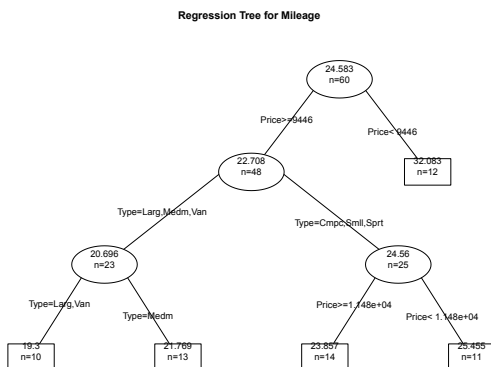 Regression Tree for Mileage
24.583
n=60
Price>=9446
Price< 9446
22.708
n=48
32.083
n=12
Type=Larg,Medm,Van
Type=Cmpc,Smll,Sprt
20.696
n=23
24.56
n=25
Type=Larg,Van
Type=Medm
Price>=1.148e+04
Price< 1.148e+04
19.3
n=10
21.769
n=13
23.857
n=14
25.455
n=11